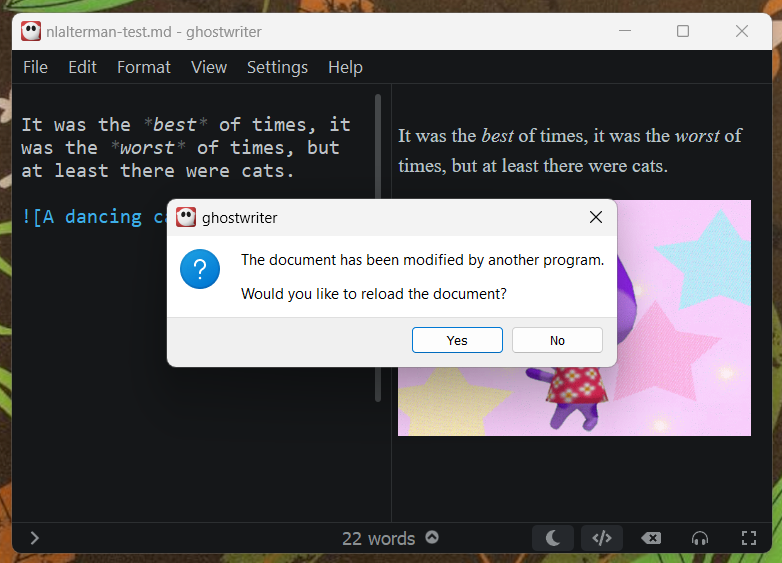 nlalterman-test.md - ghostwriter
File Edit Format View Settings Help
It was the *best* of times, it
was the *worst* of times, but
at least there were cats.
![A dancing
It was the best of times, it was the worst of
times, but at least there were cats.
ghostwriter
The document has been modified by another program.
Would you like to reload the document?
Yes No
22 words